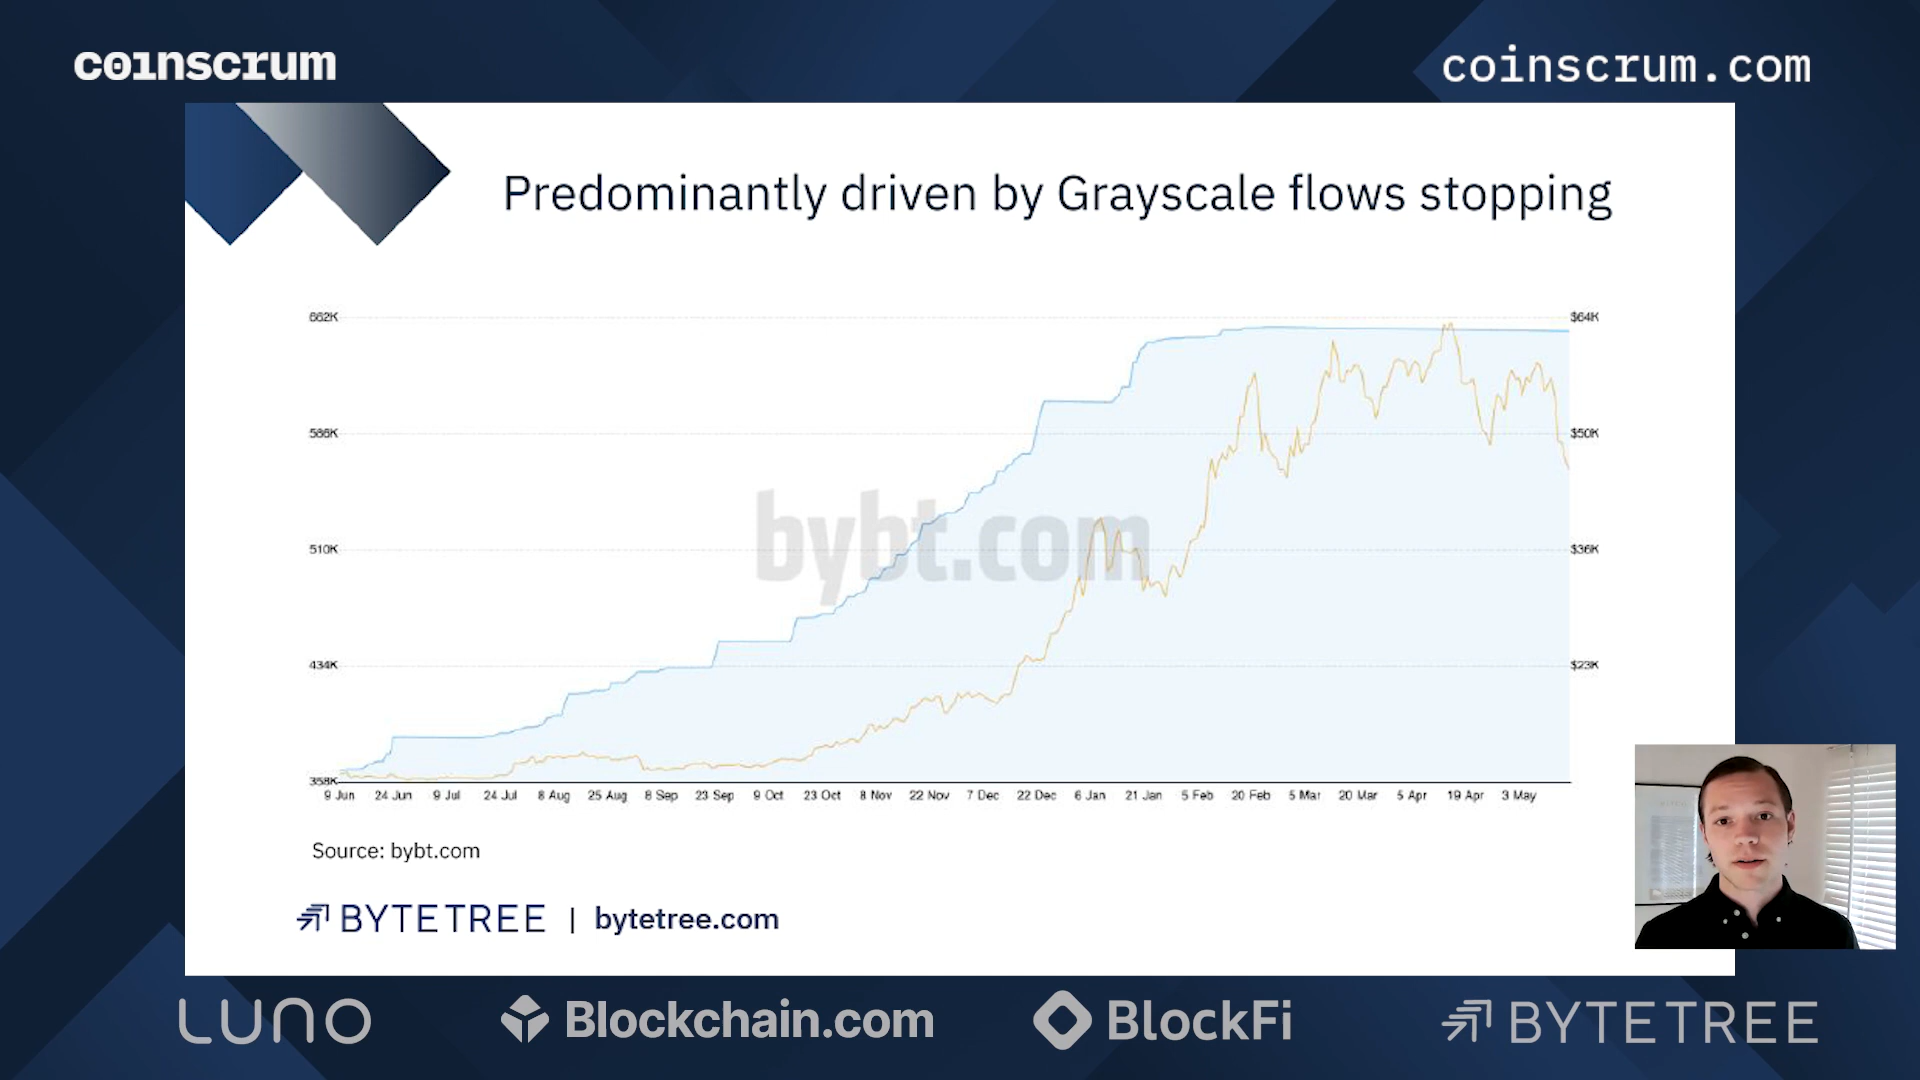 coinscrum
coinscrum.com
Predominantly driven by Grayscale flows stopping
662K
$64K
586K
$50K
bybt.com
510K
$36K
434K
$23K
358K
9 Jun 24 Jun 9 Jul 24 Jul 8 Aug 25 Aug 8 Sep 23 Sep 9 Oct 23 Oct 8 Nov 22 Nov 7 Dec 22 Dec 6 Jan 21 Jan 5 Feb 20 Feb 5 Mar 20 Mar 5 Apr 19 Apr 3 May
Source: bybt.com
BYTETREE | bytetree.com
LUNO Blockchain.com BlockFi BYTETREE